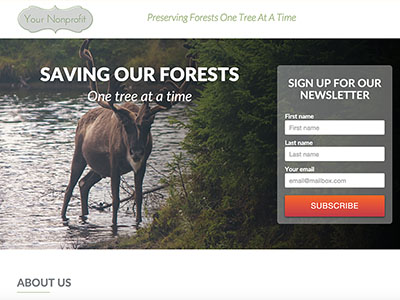 Your Nonprofit
Preserving Forests One Tree At A Time
SAVING OUR FORESTS
One tree at a time
SIGN UP FOR OUR
NEWSLETTER
First name
First name
Last name
Last name
Your email
email@mailbox.com
SUBSCRIBE
ABOUT US